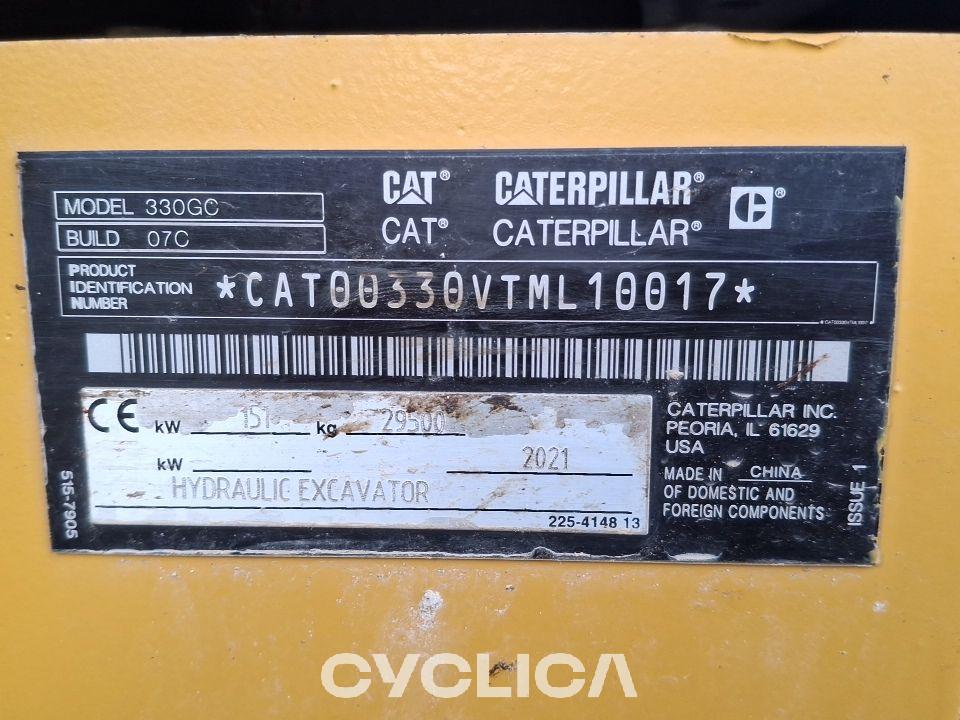 CAT® CATERPILLAR® C®
MODEL 330GC
CAT® CATERPILLAR®
BUILD 07C
PRODUCT
IDENTIFICATION
NUMBER
*CAT00330VTML10017*
CE kW 151 kg 29500
kW 2021
HYDRAULIC EXCAVATOR
225-4148 13
CATERPILLAR INC.
PEORIA, IL 61629
USA
MADE IN CHINA
OF DOMESTIC AND
FOREIGN COMPONENTS
ISSUE 1
515-7905
CYCLICA